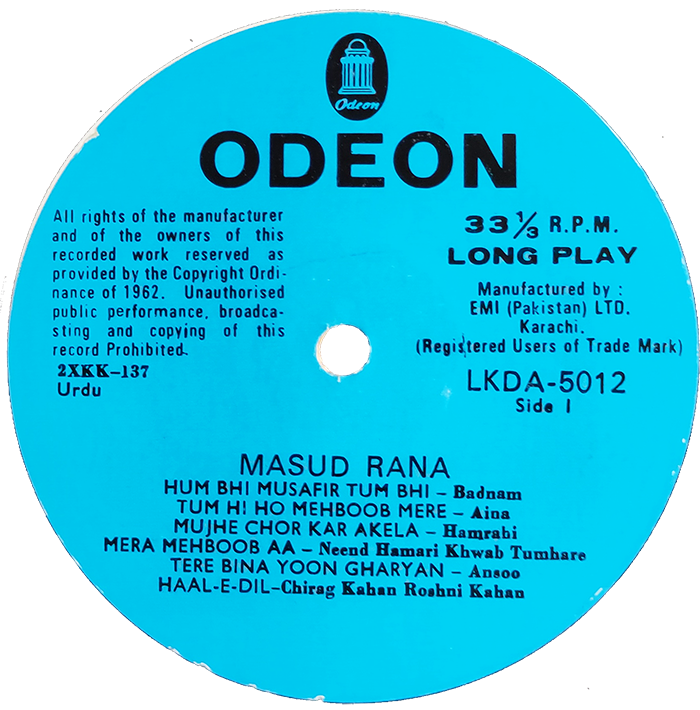 Odeon
ODEON
All rights of the manufacturer
and of the owners of this
recorded work reserved as
provided by the Copyright Ordi-
nance of 1962. Unauthorised
public performance, broadca-
sting and copying of this
record Prohibited.
2XKK-137
Urdu
33 1/3 R.P.M.
LONG PLAY
Manufactured by :
EMI (Pakistan) LTD.
Karachi.
(Registered Users of Trade Mark)
LKDA-5012
Side 1
MASUD RANA
HUM BHI MUSAFIR TUM BHI - Badnam
TUM HI HO MEHBOOB MERE - Aina
MUJHE CHOR KAR AKELA - Hamrabi
MERA MEHBOOB AA - Neend Hamari Khwab Tumhare
TERE BINA YOON GHARYAN - Ansoo
HAAL-E-DIL-Chirag Kahan Roshni Kahan